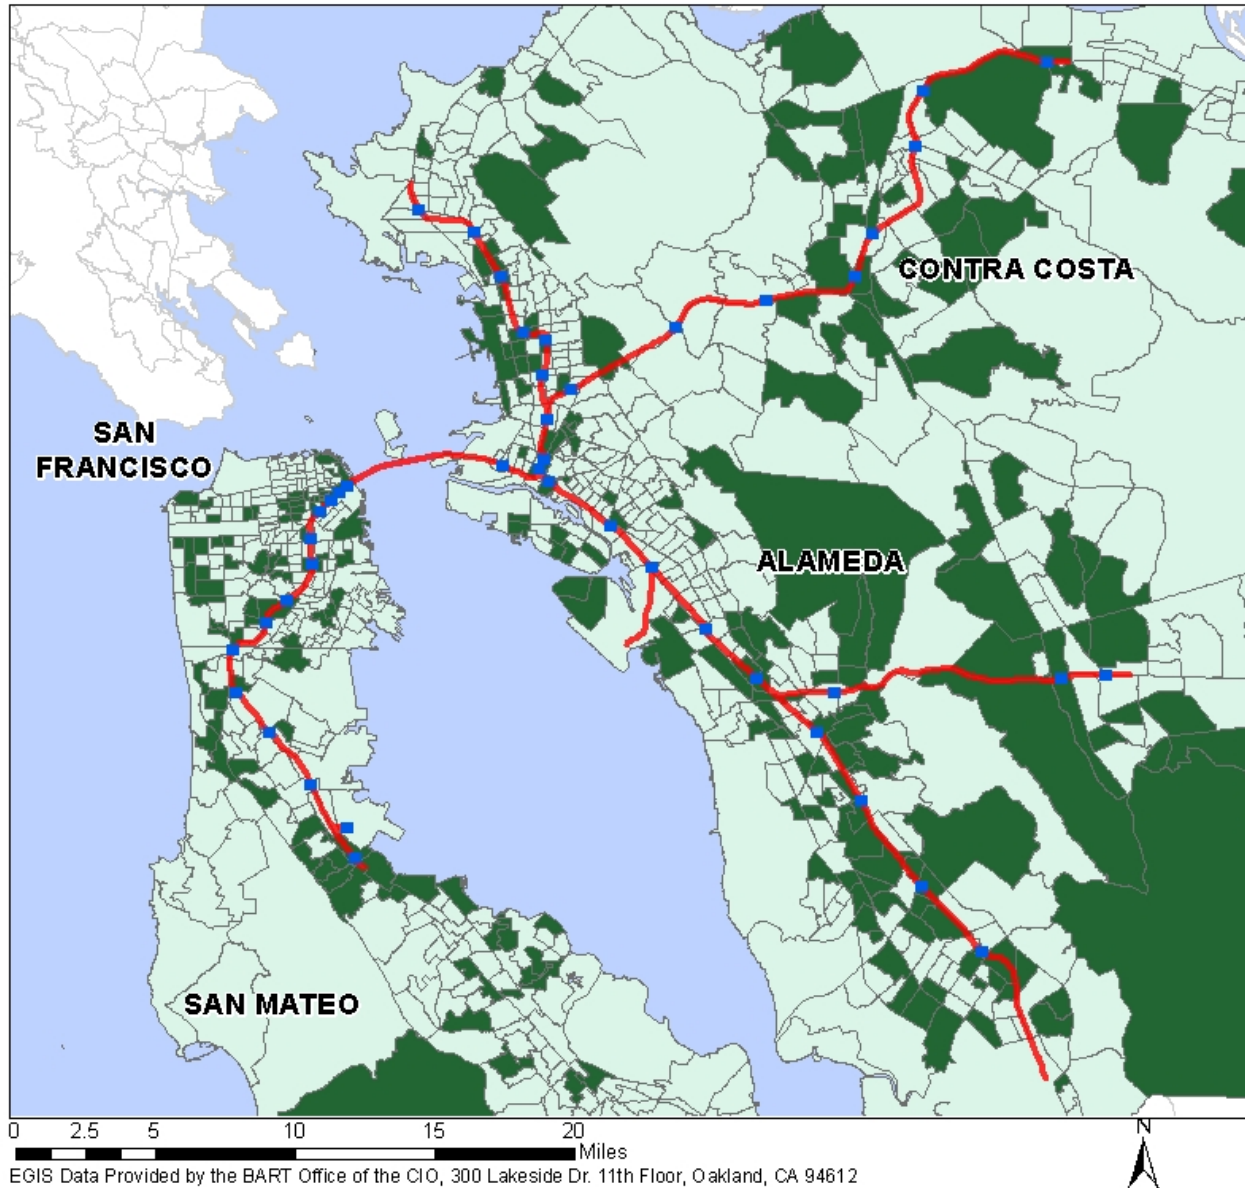 CONTRA COSTA
SAN
FRANCISCO
ALAMEDA
SAN MATEO
0 2.5 5 10 15 20
Miles
N
EGIS Data Provided by the BART Office of the CIO, 300 Lakeside Dr. 11th Floor, Oakland, CA 94612